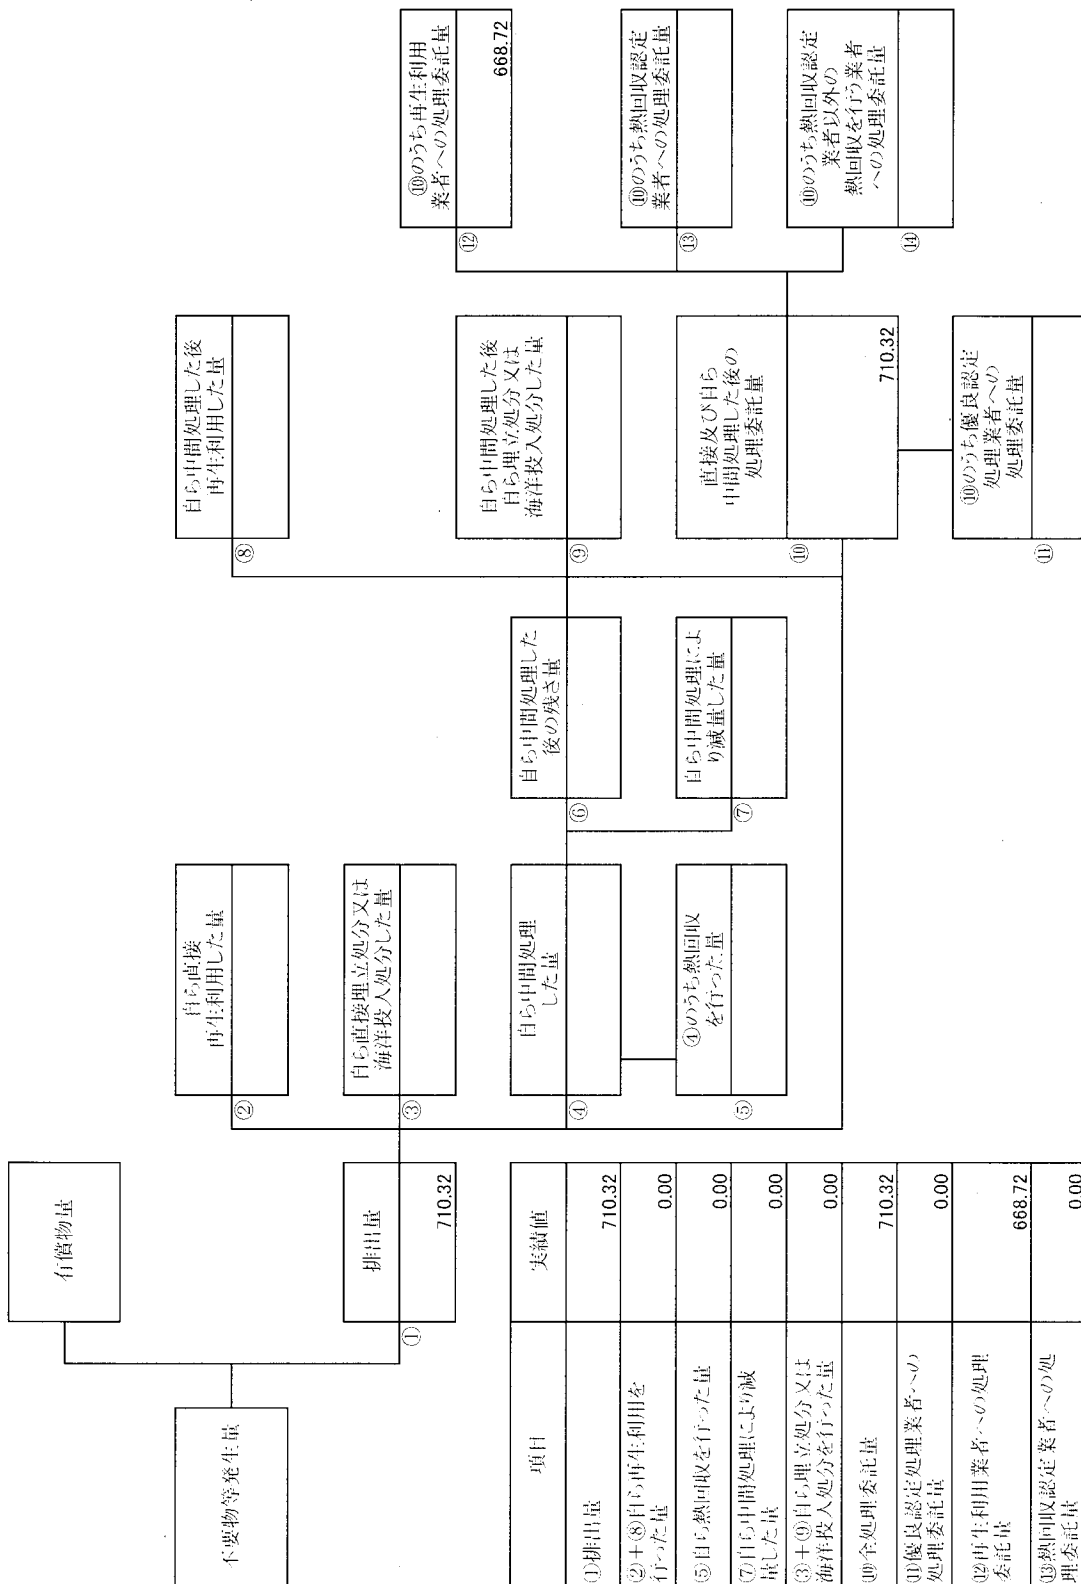 不要物等発生量
有償物量
排出量
①
710.32
自ら直接
再生利用した量
②
自ら直接埋立処分又は
海洋投入処分した量
③
自ら中間処理
した量
④
④のうち熱回収
を行った量
⑤
自ら中間処理した
後の残さ量
⑥
自ら中間処理によ
り減量した量
⑦
自ら中間処理した後
再生利用した量
⑧
自ら中間処理した後
自ら埋立処分又は
海洋投入処分した量
⑨
直接及び自ら
中間処理した後の
処理委託量
⑩
710.32
⑩のうち優良認定
処理業者への
処理委託量
⑪
⑩のうち再生利用
業者への処理委託量
⑫
668.72
⑩のうち熱回収認定
業者への処理委託量
⑬
⑩のうち熱回収認定
業者以外の
熱回収を行う業者
への処理委託量
⑭
項目 実績値
①排出量 710.32
②+⑧自ら再生利用を
行った量 0.00
⑤自ら熱回収を行った量 0.00
⑦自ら中間処理により減
量した量 0.00
③+⑨自ら埋立処分又は
海洋投入処分を行った量 0.00
⑩全処理委託量 710.32
⑪優良認定処理業者への
処理委託量 0.00
⑫再生利用業者への処理
委託量 668.72
⑬熱回収認定業者への処
理委託量 0.00